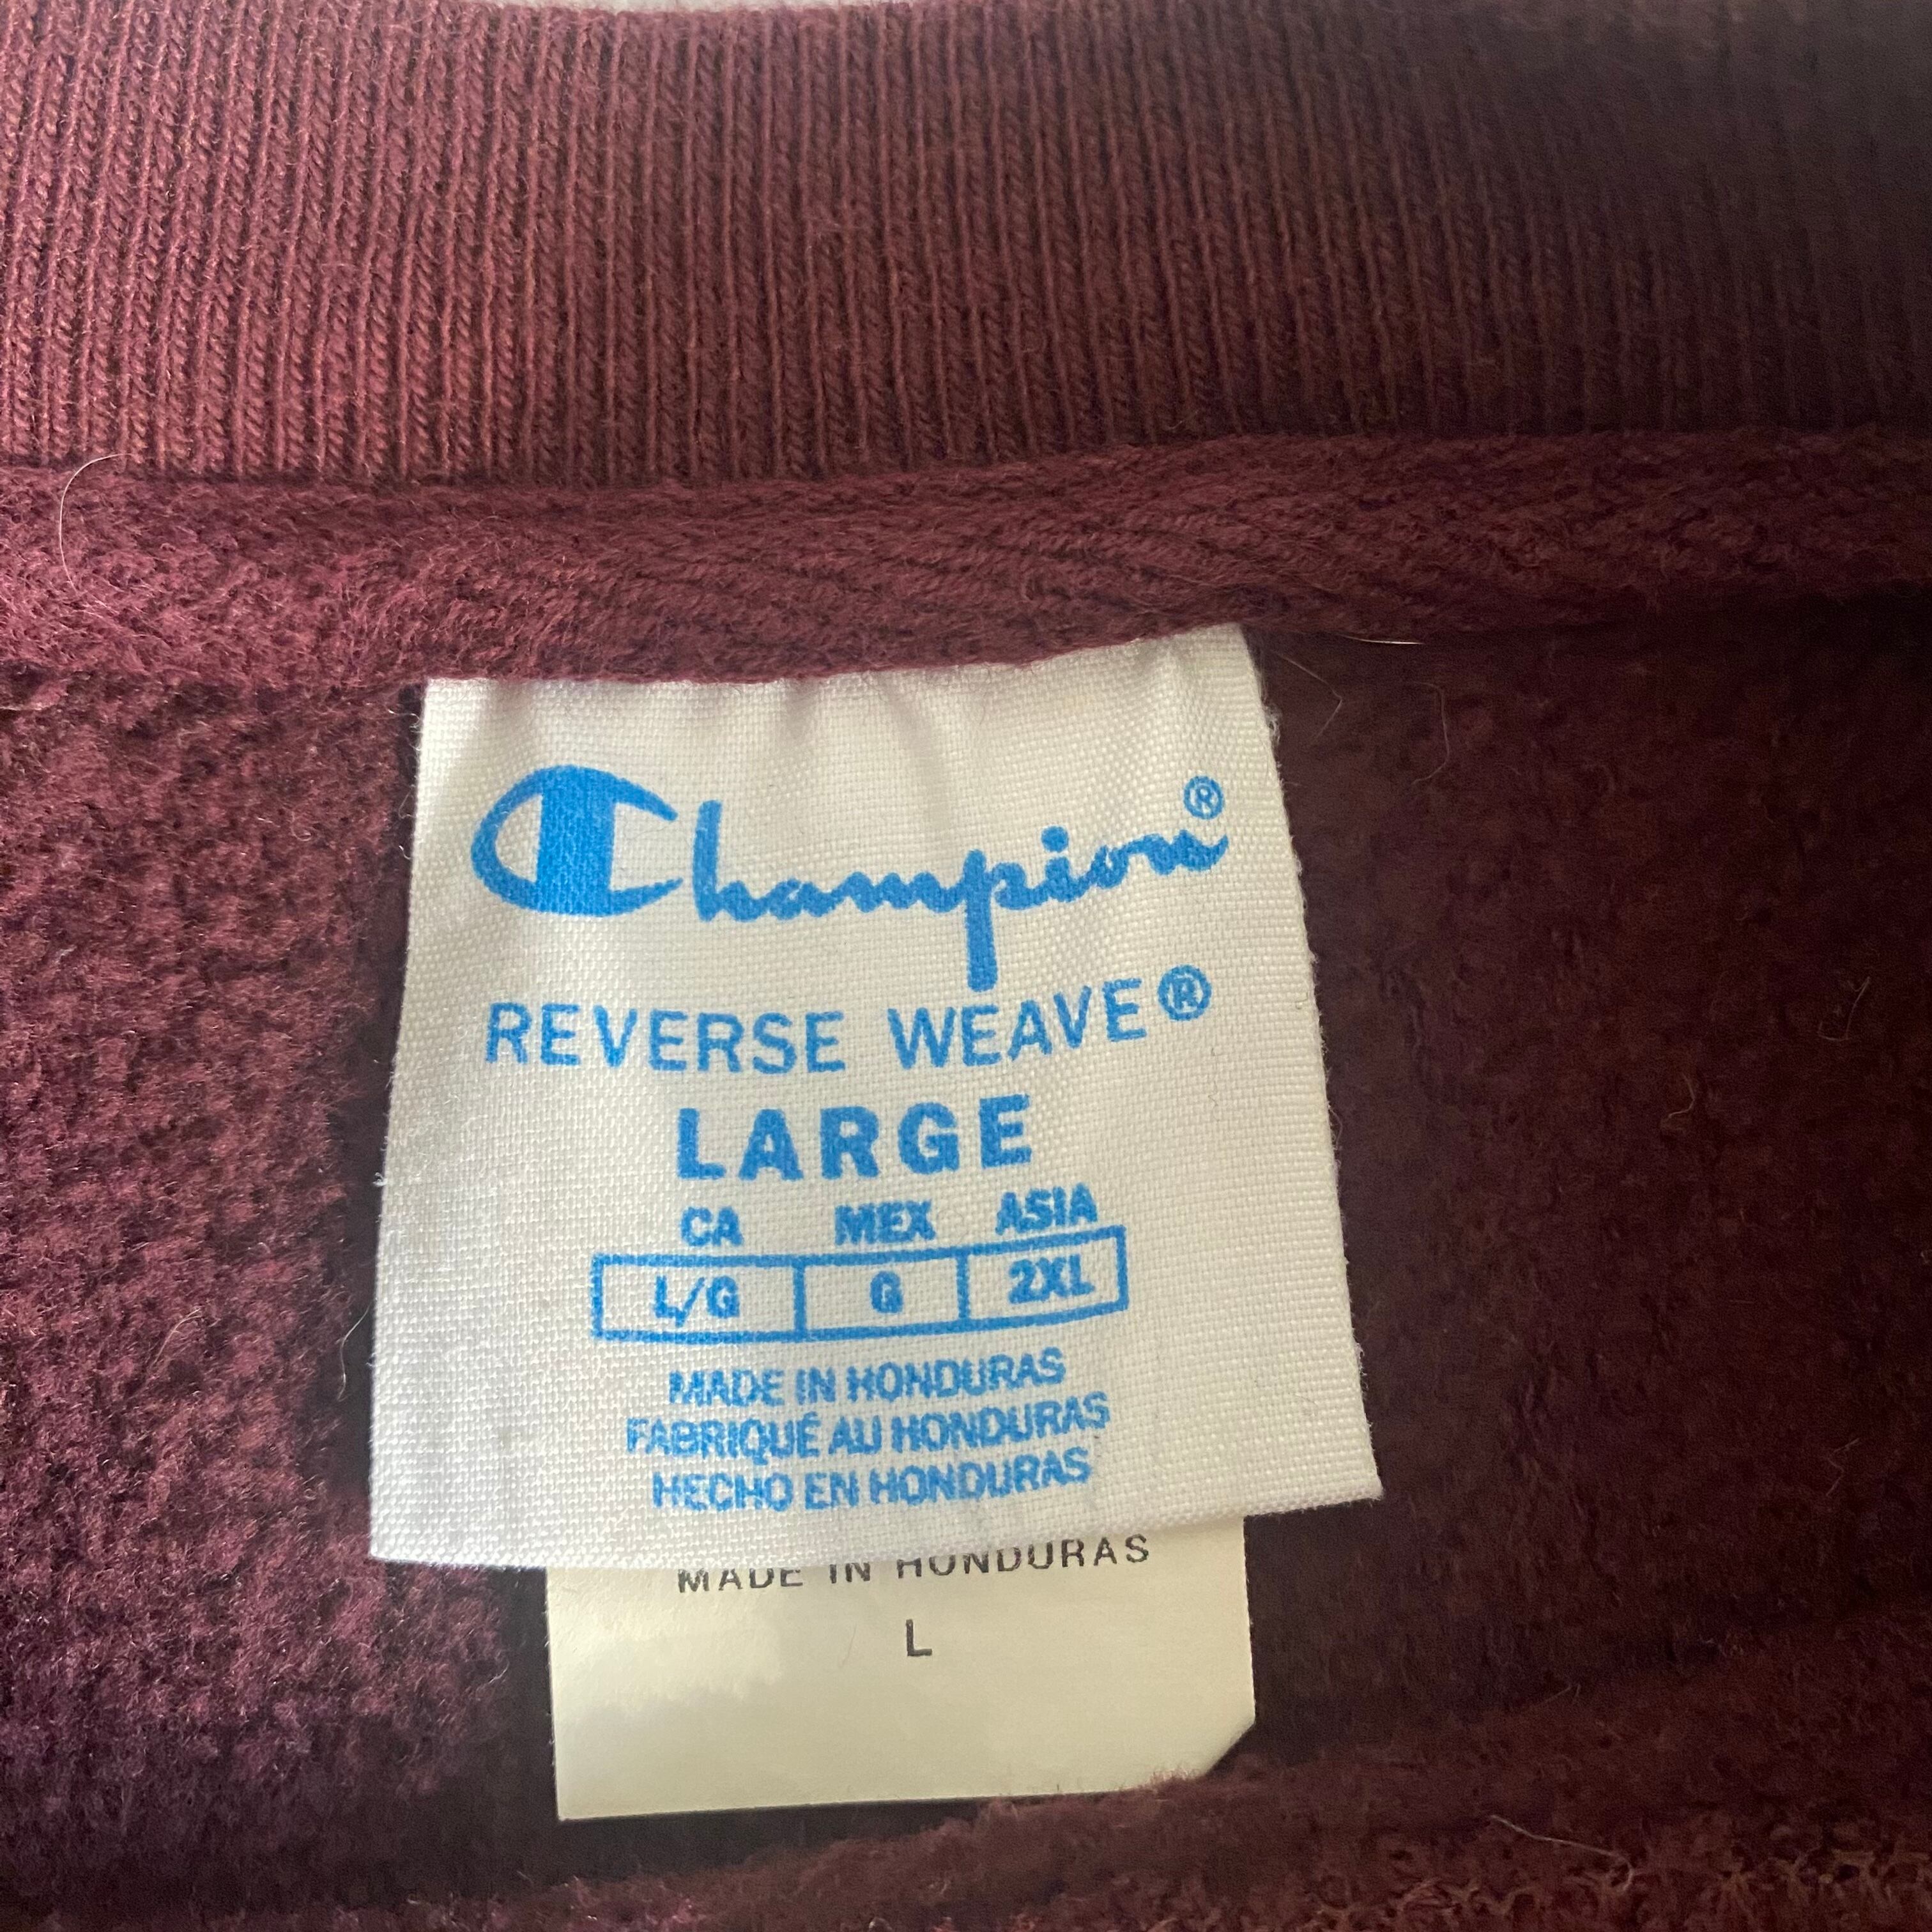 Champion®
REVERSE WEAVE®
LARGE
CA MEX ASIA
L/G G 2XL
MADE IN HONDURAS
FABRIQUÉ AU HONDURAS
HECHO EN HONDURAS
MADE IN HONDURAS
L